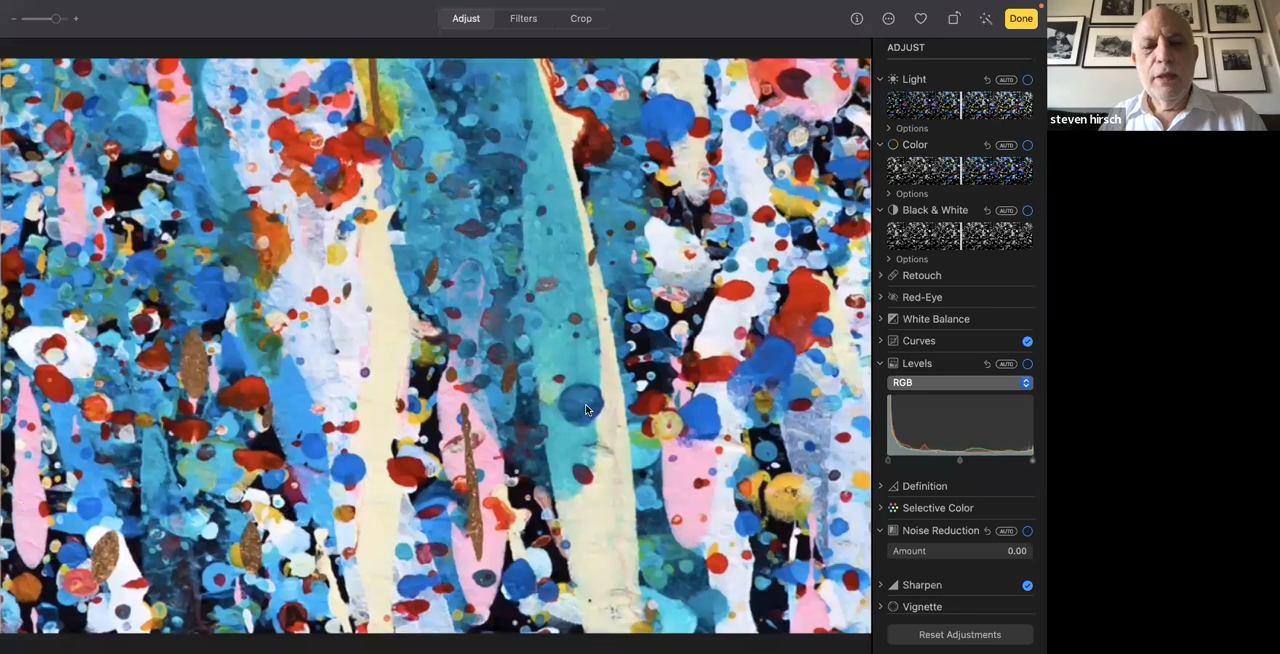 Adjust Filters Crop Done
ADJUST
Light AUTO
Options
Color AUTO
Options
Black & White AUTO
Options
Retouch
Red-Eye
White Balance
Curves
Levels AUTO
RGB
Definition
Selective Color
Noise Reduction AUTO
Amount 0.00
Sharpen
Vignette
Reset Adjustments
steven hirsch